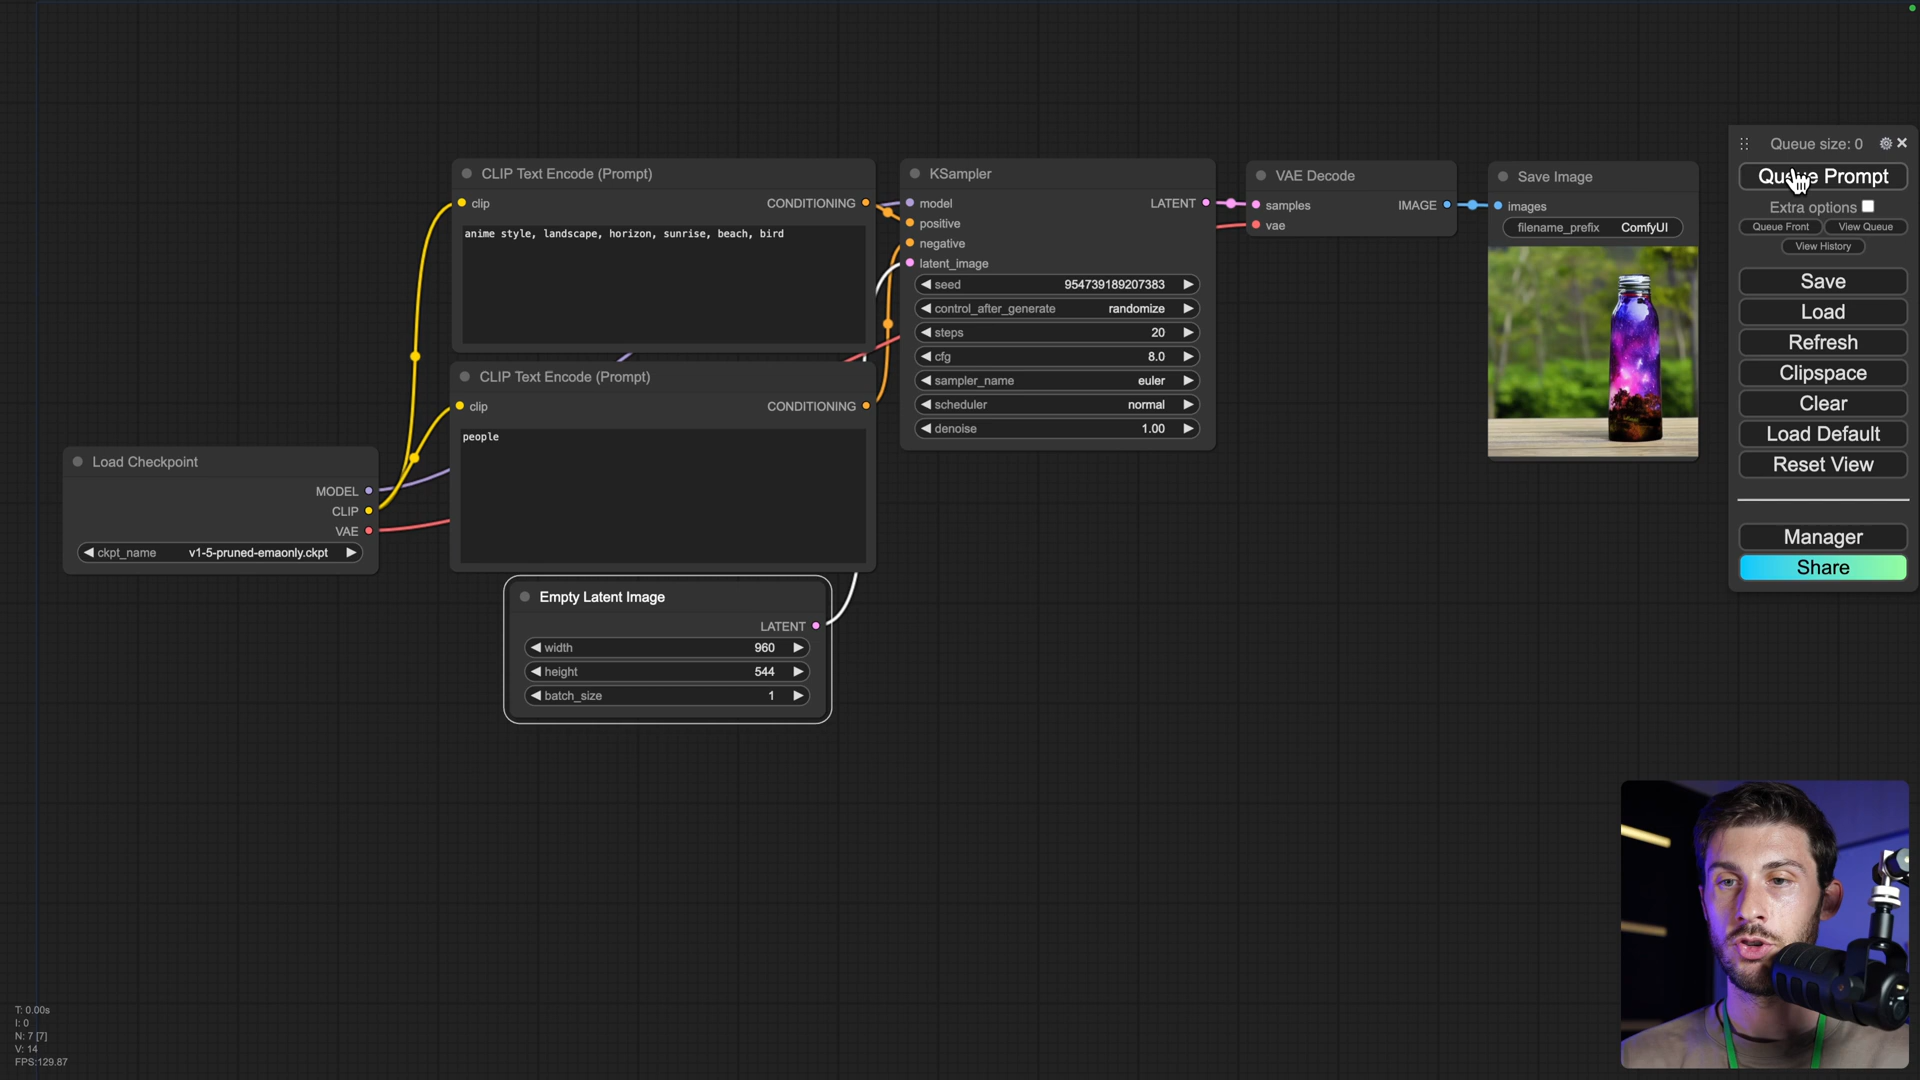 CLIP Text Encode (Prompt)
clip
CONDITIONING
anime style, landscape, horizon, sunrise, beach, bird
CLIP Text Encode (Prompt)
clip
CONDITIONING
people
Load Checkpoint
MODEL
CLIP
VAE
ckpt_name v1-5-pruned-emaonly.ckpt
Empty Latent Image
LATENT
width 960
height 544
batch_size 1
KSampler
model
LATENT
positive
negative
latent_image
seed 954739189207383
control_after_generate randomize
steps 20
cfg 8.0
sampler_name euler
scheduler normal
denoise 1.00
VAE Decode
samples
IMAGE
vae
Save Image
images
filename_prefix ComfyUI
Queue size: 0
Queue Prompt
Extra options
Queue Front
View Queue
View History
Save
Load
Refresh
Clipspace
Clear
Load Default
Reset View
Manager
Share
T: 0.00s
I: 0
N: 7 [7]
V: 14
FPS:129.87